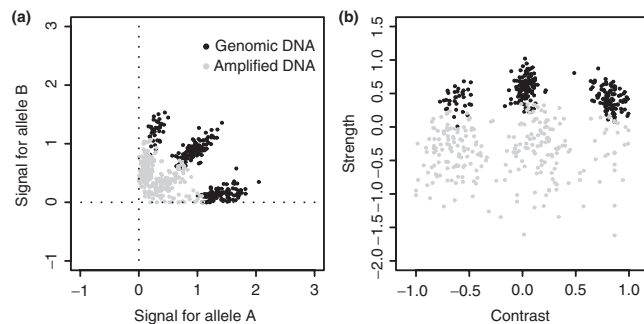 (a)
3
2
1
0
−1
Signal for allele B
Genomic DNA
Amplified DNA
−1 0 1 2 3
Signal for allele A
(b)
1.5
1.0
0.5
0.0
−0.5
−1.0
−1.5
−2.0
Strength
−1.0 −0.5 0.0 0.5 1.0
Contrast